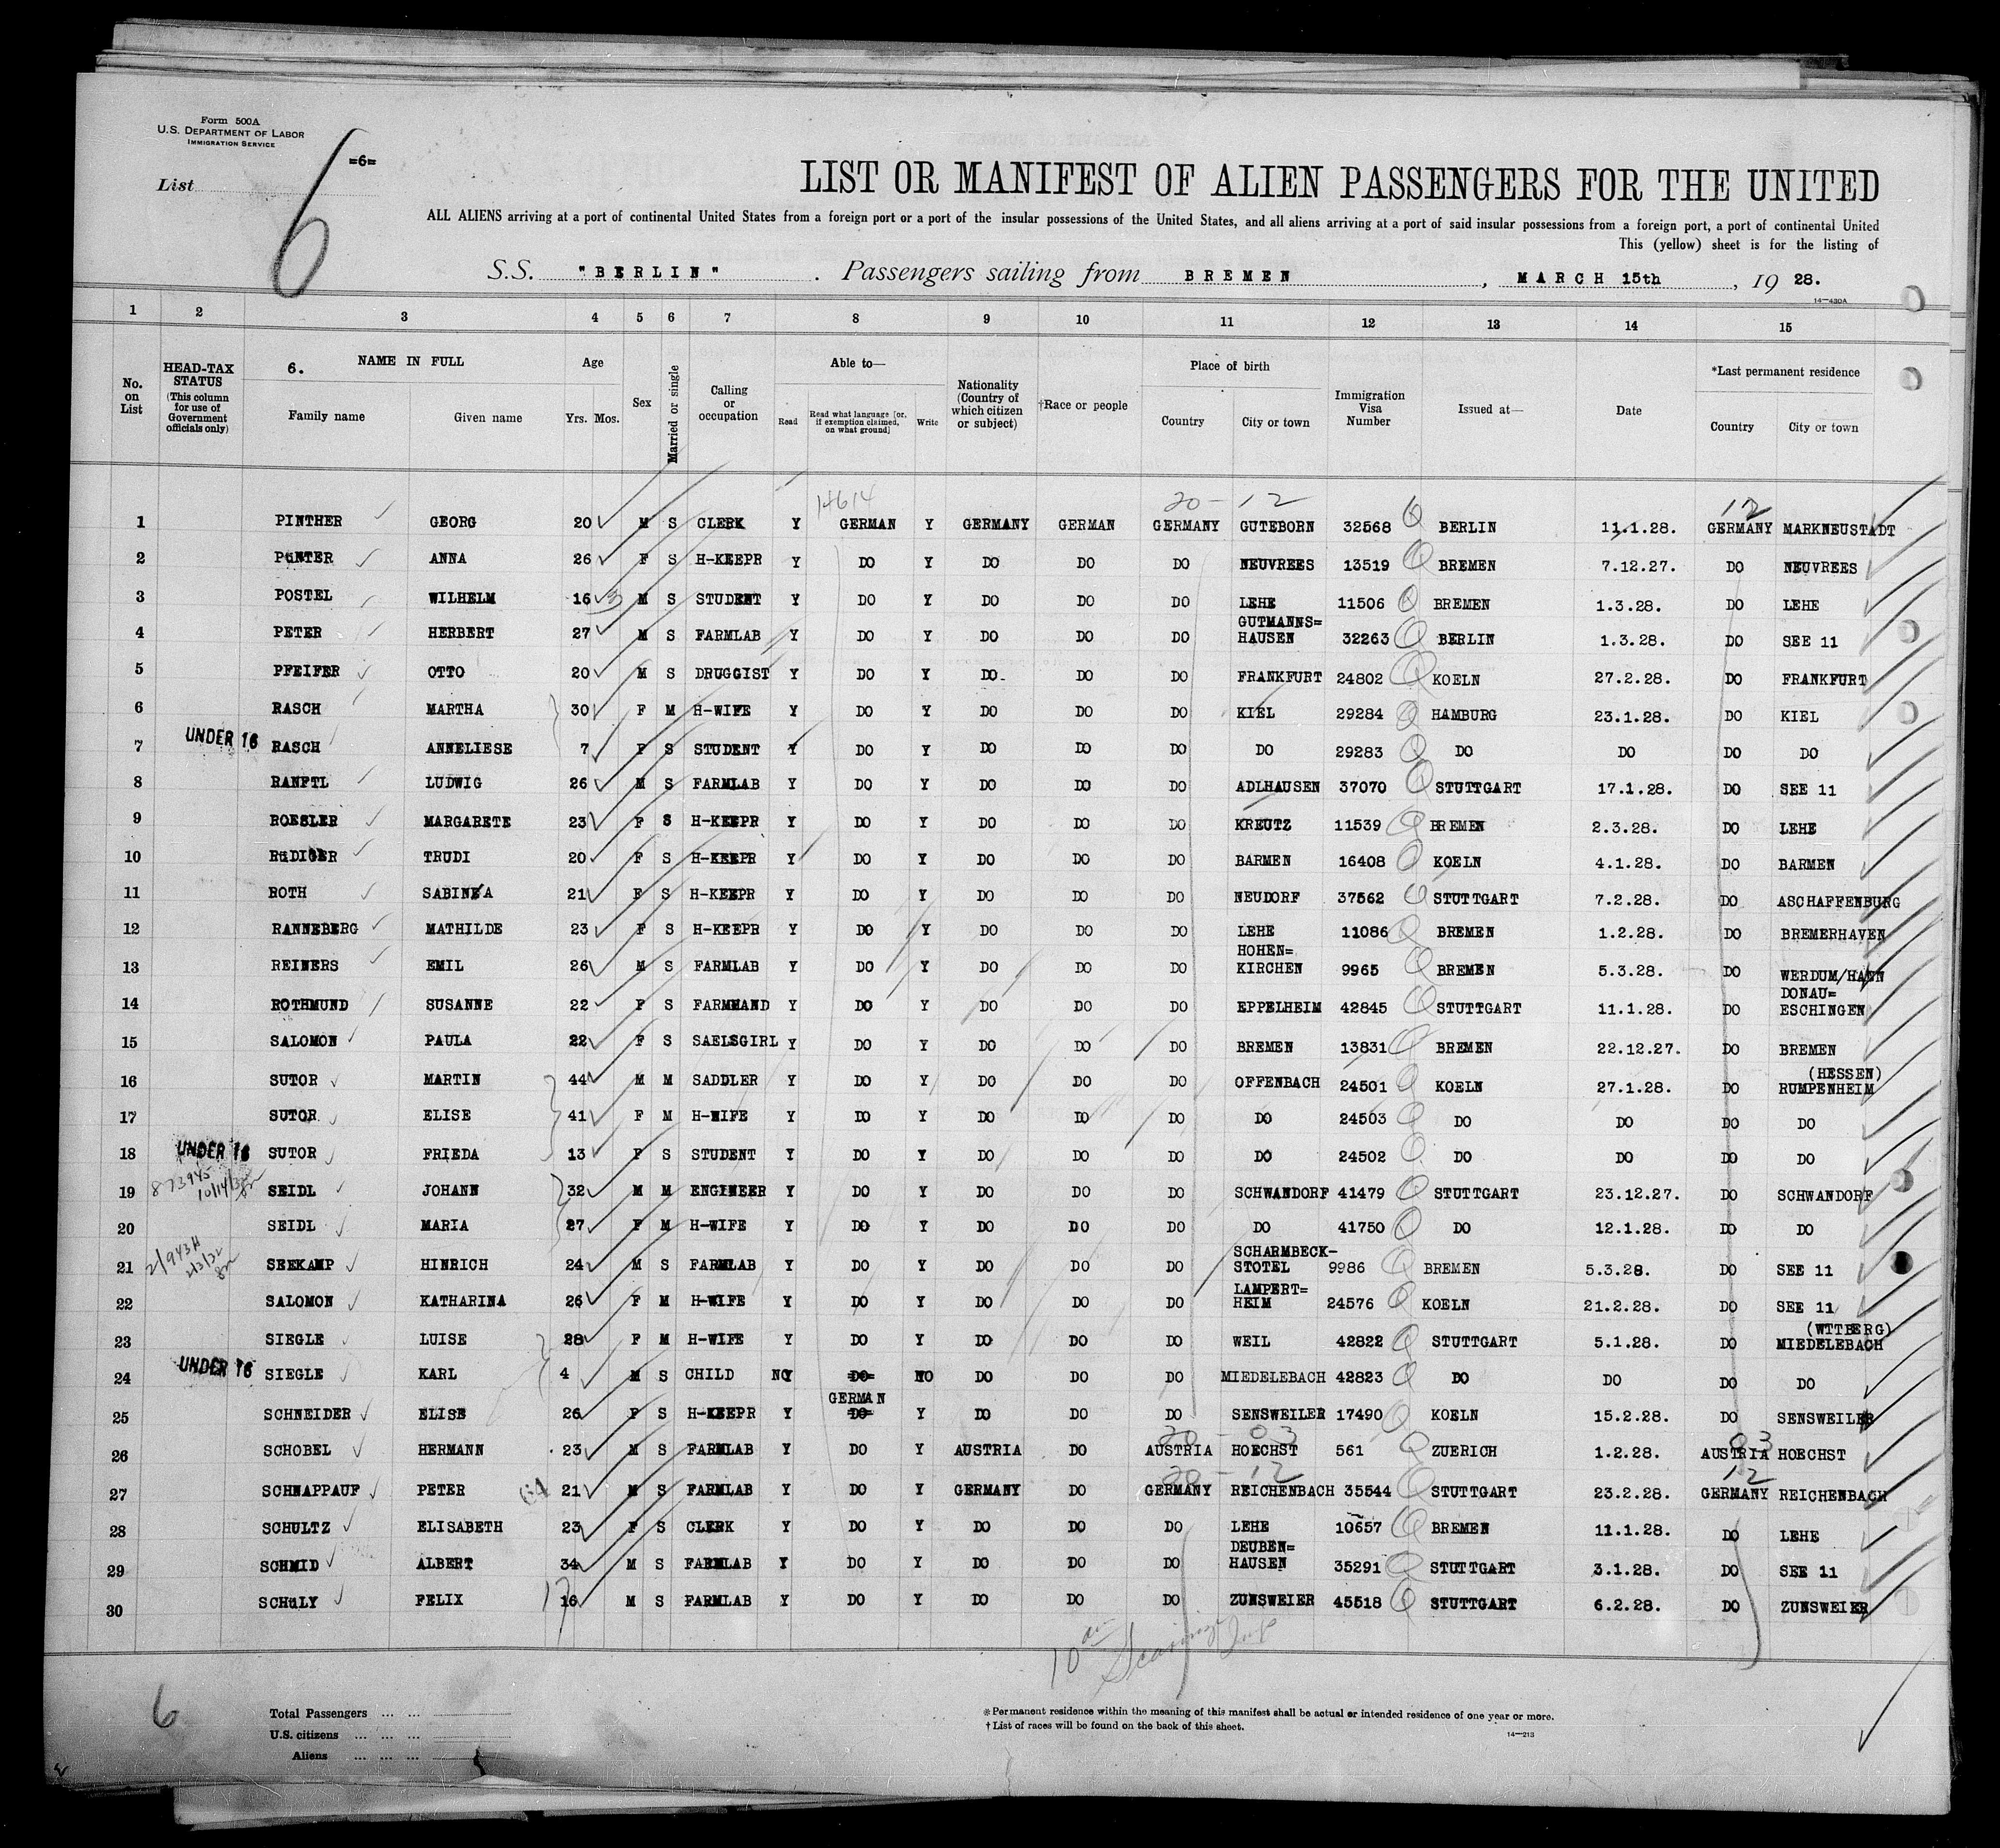 Form 500A
U.S. DEPARTMENT OF LABOR
IMMIGRATION SERVICE
=6=
List
6
LIST OR MANIFEST OF ALIEN PASSENGERS FOR THE UNITED
ALL ALIENS arriving at a port of continental United States from a foreign port or a port of the insular possessions of the United States, and all aliens arriving at a port of said insular possessions from a foreign port, a port of continental United
This (yellow) sheet is for the listing of
S.S. "BERLIN" . Passengers sailing from BREMEN , MARCH 15th , 19 28.
14—430A
1 2 3 4 5 6 7 8 9 10 11 12 13 14 15
No. on List
HEAD-TAX STATUS (This column for use of Government officials only)
6. NAME IN FULL
Family name Given name
Age
Yrs. Mos.
Sex
Married or single
Calling or occupation
Able to—
Read Read what language [or, if exemption claimed, on what ground] Write
Nationality (Country of which citizen or subject)
†Race or people
Place of birth
Country City or town
Immigration Visa Number
Issued at—
Date
*Last permanent residence
Country City or town
14614 20 - 12 12
1 PINTHER GEORG 20 M S CLERK Y GERMAN Y GERMANY GERMAN GERMANY GUTEBORN 32568 BERLIN 11.1.28. GERMANY MARKNEUSTADT
2 PÜNTER ANNA 26 F S H-KEEPR Y DO Y DO DO DO NEUVREES 13519 BREMEN 7.12.27. DO NEUVREES
3 POSTEL WILHELM 16 M S STUDENT Y DO Y DO DO DO LEHE 11506 BREMEN 1.3.28. DO LEHE
4 PETER HERBERT 27 M S FARMLAB Y DO Y DO DO DO GUTMANNS=HAUSEN 32263 BERLIN 1.3.28. DO SEE 11
5 PFEIFER OTTO 20 M S DRUGGIST Y DO Y DO DO DO FRANKFURT 24802 KOELN 27.2.28. DO FRANKFURT
6 RASCH MARTHA 30 F M H-WIFE Y DO Y DO DO DO KIEL 29284 HAMBURG 23.1.28. DO KIEL
7 UNDER 16 RASCH ANNELIESE 7 F S STUDENT Y DO Y DO DO DO DO 29283 DO DO DO DO
8 RANFTL LUDWIG 26 M S FARMLAB Y DO Y DO DO DO ADLHAUSEN 37070 STUTTGART 17.1.28. DO SEE 11
9 ROESLER MARGARETE 23 F S H-KEEPR Y DO Y DO DO DO KREUTZ 11539 BREMEN 2.3.28. DO LEHE
10 RüDIGER TRUDI 20 F S H-KEEPR Y DO Y DO DO DO BARMEN 16408 KOELN 4.1.28. DO BARMEN
11 ROTH SABINA 21 F S H-KEEPR Y DO Y DO DO DO NEUDORF 37562 STUTTGART 7.2.28. DO ASCHAFFENBURG
12 RANNEBERG MATHILDE 23 F S H-KEEPR Y DO Y DO DO DO LEHE 11086 BREMEN 1.2.28. DO BREMERHAVEN
13 REINERS EMIL 26 M S FARMLAB Y DO Y DO DO DO HOHEN=KIRCHEN 9965 BREMEN 5.3.28. DO WERDUM/HANN
14 ROTHMUND SUSANNE 22 F S FARMHAND Y DO Y DO DO DO EPPELHEIM 42845 STUTTGART 11.1.28. DO DONAU=ESCHINGEN
15 SALOMON PAULA 22 F S SAELSGIRL Y DO Y DO DO DO BREMEN 13831 BREMEN 22.12.27. DO BREMEN
16 SUTOR MARTIN 44 M M SADDLER Y DO Y DO DO DO OFFENBACH 24501 KOELN 27.1.28. DO (HESSEN) RUMPENHEIM
17 SUTOR ELISE 41 F M H-WIFE Y DO Y DO DO DO DO 24503 DO DO DO DO
18 UNDER 16 SUTOR FRIEDA 13 F S STUDENT Y DO Y DO DO DO DO 24502 DO DO DO DO
19 SEIDL JOHANN 32 M M ENGINEER Y DO Y DO DO DO SCHWANDORF 41479 STUTTGART 23.12.27. DO SCHWANDORF
20 SEIDL MARIA 27 F M H-WIFE Y DO Y DO DO DO DO 41750 DO 12.1.28. DO DO
21 SEEKAMP HINRICH 24 M S FARMLAB Y DO Y DO DO DO SCHARMBECK-STOTEL 9986 BREMEN 5.3.28. DO SEE 11
22 SALOMON KATHARINA 26 F M H-WIFE Y DO Y DO DO DO LAMPERT=HEIM 24576 KOELN 21.2.28. DO SEE 11
23 SIEGLE LUISE 28 F M H-WIFE Y DO Y DO DO DO WEIL 42822 STUTTGART 5.1.28. DO (WTTBERG) MIEDELEBACH
24 UNDER 16 SIEGLE KARL 4 M S CHILD NO DO NO DO DO DO MIEDELEBACH 42823 DO DO DO DO
25 SCHNEIDER ELISE 26 F S H-KEEPR Y GERMAN DO Y DO DO DO SENSWEILER 17490 KOELN 15.2.28. DO SENSWEILER
20 - 03 03
26 SCHOBEL HERMANN 23 M S FARMLAB Y DO Y AUSTRIA DO AUSTRIA HOECHST 561 ZUERICH 1.2.28. AUSTRIA HOECHST
20 - 12 12
27 SCHNAPPAUF PETER 21 M S FARMLAB Y DO Y GERMANY DO GERMANY REICHENBACH 35544 STUTTGART 23.2.28. GERMANY REICHENBACH
28 SCHULTZ ELISABETH 23 F S CLERK Y DO Y DO DO DO LEHE 10657 BREMEN 11.1.28. DO LEHE
29 SCHMID ALBERT 34 M S FARMLAB Y DO Y DO DO DO DEUBEN=HAUSEN 35291 STUTTGART 3.1.28. DO SEE 11
30 SCHüLY FELIX 17 16 M S FARMLAB Y DO Y DO DO DO ZUNSWEIER 45518 STUTTGART 6.2.28. DO ZUNSWEIER
6
Total Passengers ... ...
U.S. citizens ... ... ...
Aliens ... ... ...
* Permanent residence within the meaning of this manifest shall be actual or intended residence of one year or more.
† List of races will be found on the back of this sheet.
14—213